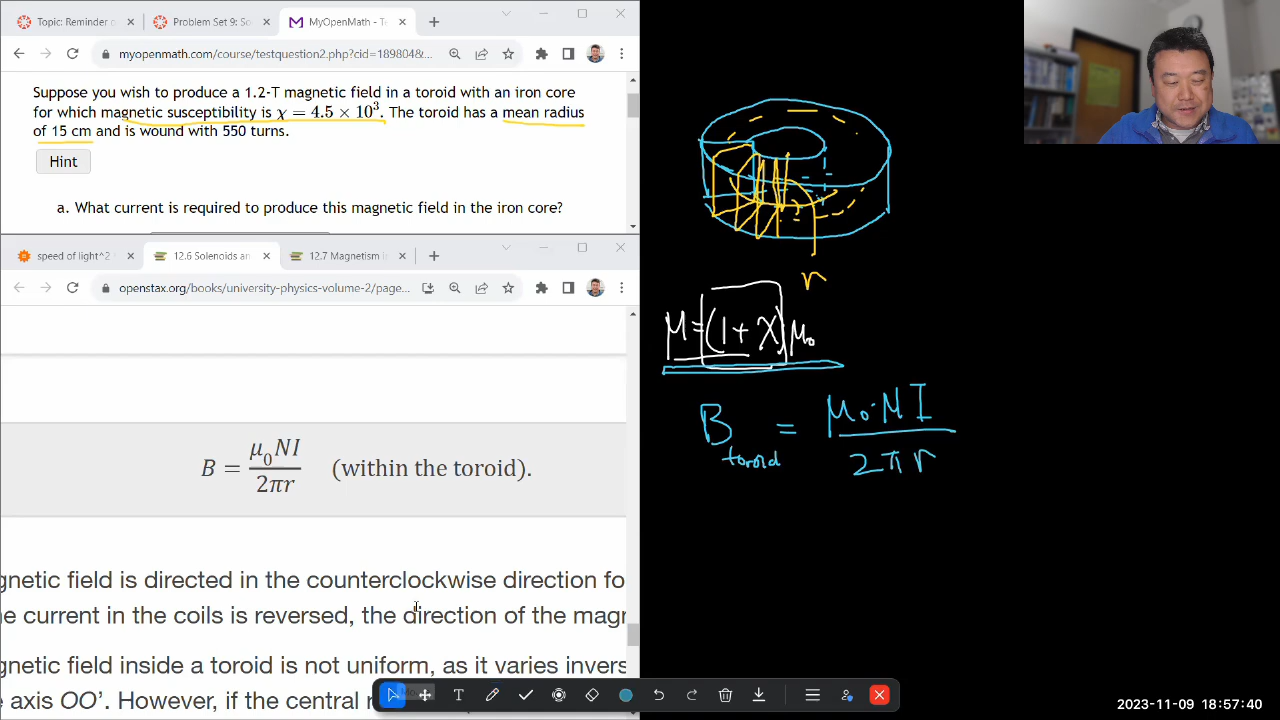 Topic: Reminder o
Problem Set 9: So
MyOpenMath - Te
myopenmath.com/course/testquestion2.php?cid=189804&...
Suppose you wish to produce a 1.2-T magnetic field in a toroid with an iron core
for which magnetic susceptibility is χ = 4.5 × 10³. The toroid has a mean radius
of 15 cm and is wound with 550 turns.
Hint
a. What current is required to produce this magnetic field in the iron core?
speed of light^2
12.6 Solenoids an
12.7 Magnetism i
openstax.org/books/university-physics-volume-2/page...
B = μ₀NI / 2πr (within the toroid).
gnetic field is directed in the counterclockwise direction fo
e current in the coils is reversed, the direction of the magr
gnetic field inside a toroid is not uniform, as it varies invers
e axis OO’. However, if the central r
r
μ = (1 + χ) μ₀
B toroid = μ₀·NI / 2πr
2023-11-09 18:57:40